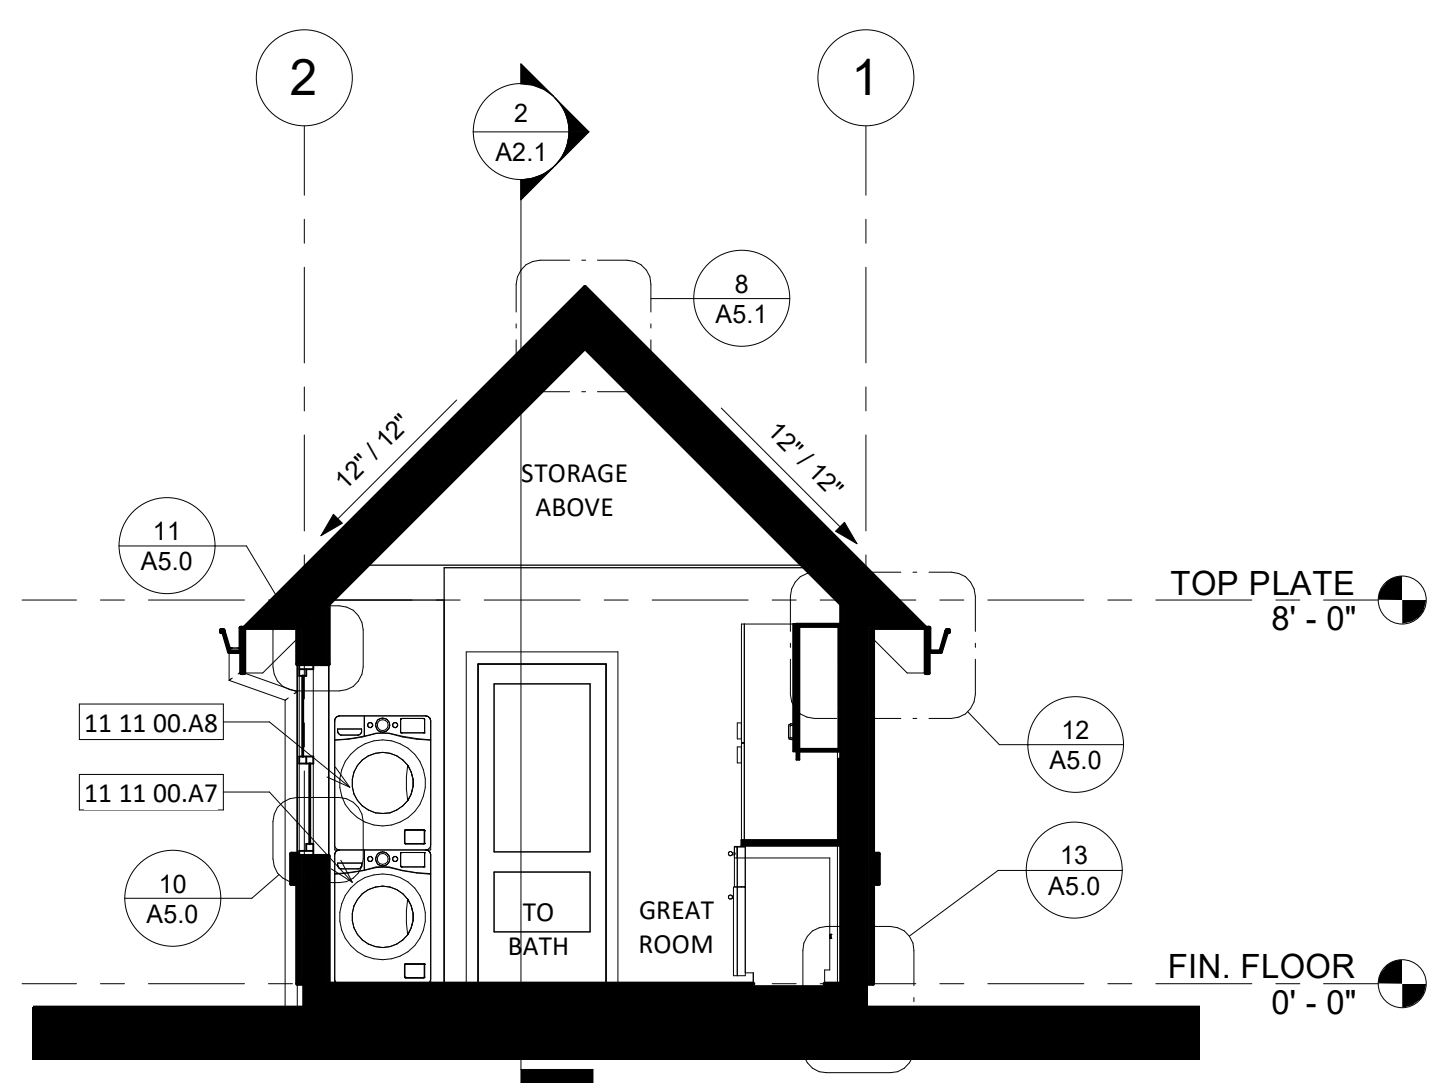 2
1
2
A2.1
8
A5.1
12" / 12"
12" / 12"
STORAGE
ABOVE
11
A5.0
TOP PLATE
8' - 0"
11 11 00.A8
12
A5.0
11 11 00.A7
13
A5.0
10
A5.0
TO
BATH
GREAT
ROOM
FIN. FLOOR
0' - 0"